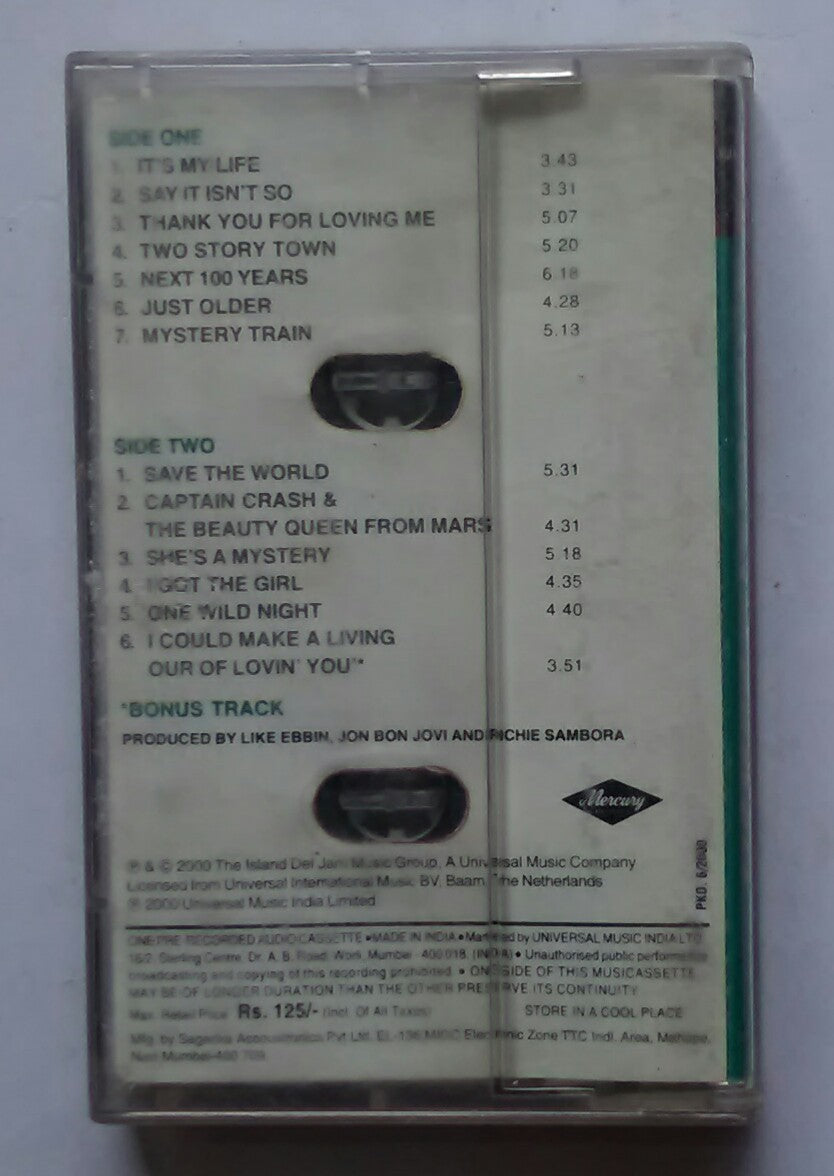 SIDE ONE
1. IT'S MY LIFE 3.43
2. SAY IT ISN'T SO 3 31
3. THANK YOU FOR LOVING ME 5.07
4. TWO STORY TOWN 5 20
5. NEXT 100 YEARS 6.18
6. JUST OLDER 4.28
7. MYSTERY TRAIN 5.13
SIDE TWO
1. SAVE THE WORLD 5.31
2. CAPTAIN CRASH &
THE BEAUTY QUEEN FROM MARS 4.31
3. SHE'S A MYSTERY 5 18
4. I GOT THE GIRL 4.35
5. ONE WILD NIGHT 4 40
6. I COULD MAKE A LIVING
OUR OF LOVIN' YOU'* 3.51
*BONUS TRACK
PRODUCED BY LIKE EBBIN, JON BON JOVI AND RICHIE SAMBORA
Mercury
℗ & © 2000 The Island Def Jam Music Group, A Universal Music Company
Licensed from Universal International Music BV, Baarn, The Netherlands
℗ 2000 Universal Music India Limited
PKD. 5/2000
ONE PRE-RECORDED AUDIO CASSETTE • MADE IN INDIA • Marketed by UNIVERSAL MUSIC INDIA LTD
Sterling Centre, Dr. A. B. Road, Worli, Mumbai 400 018. (INDIA) • Unauthorised public performance
broadcasting and copying of this recording prohibited. • ONE SIDE OF THIS MUSICASSETTE
MAY BE OF LONGER DURATION THAN THE OTHER PRESERVE ITS CONTINUITY
Max. Retail Price Rs. 125/- (Incl. Of All Taxes) STORE IN A COOL PLACE
Mfg. by Pvt Ltd. MIDC Electronic Zone TTC Indl. Area, Mahape,
Mumbai-400